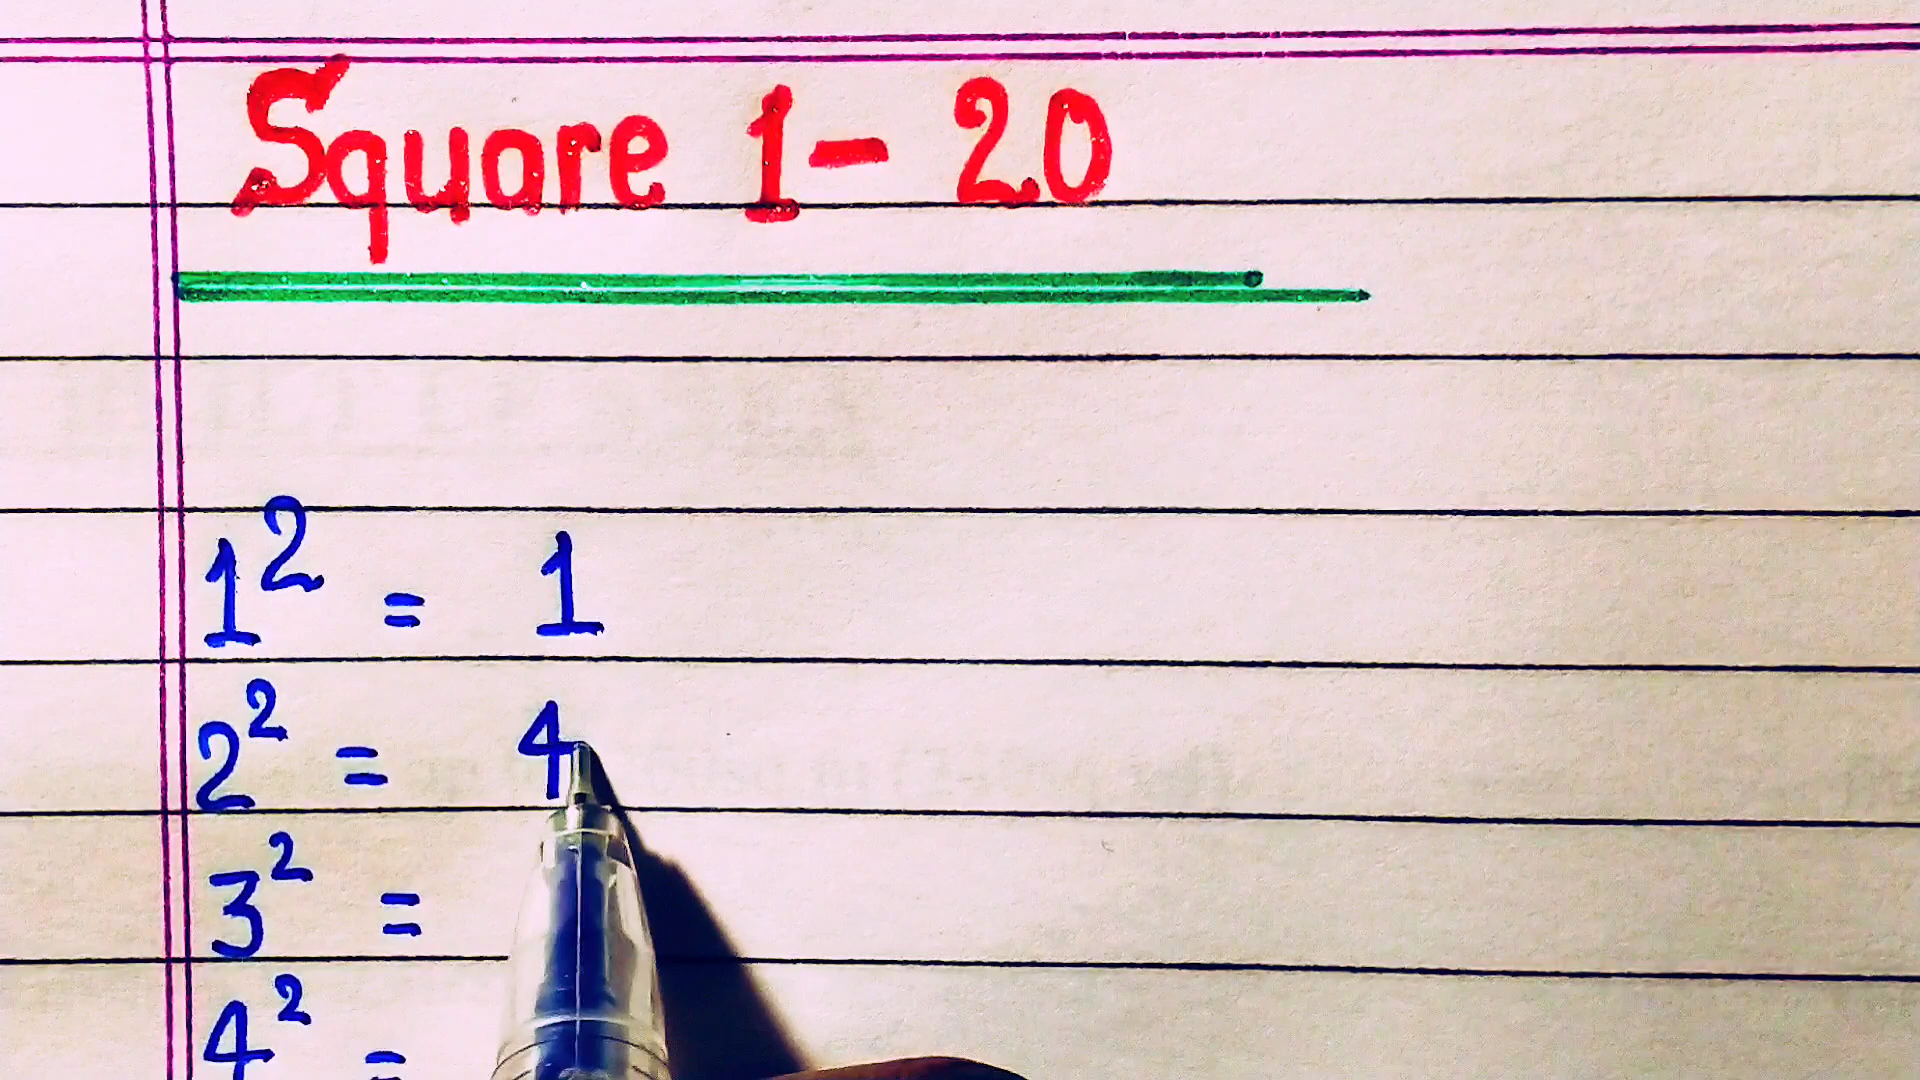 Square 1 - 20
1² = 1
2² = 4
3² =
4² =